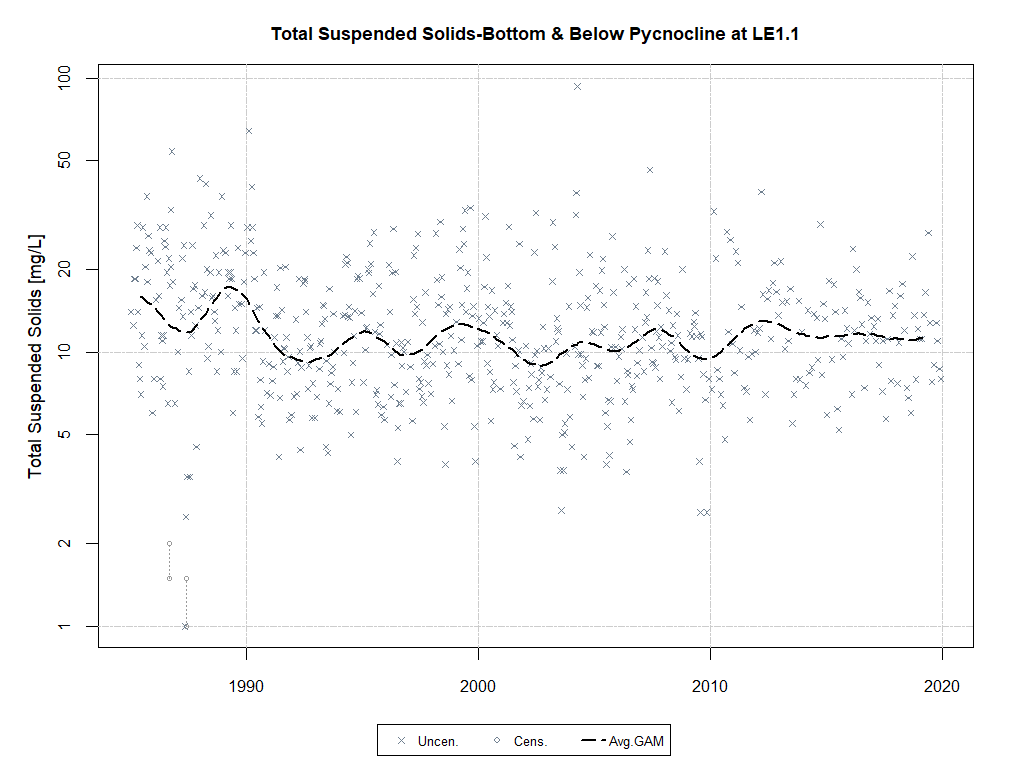 Total Suspended Solids-Bottom & Below Pycnocline at LE1.1
Total Suspended Solids [mg/L]
100
50
20
10
5
2
1
1990 2000 2010 2020
Uncen. Cens. Avg.GAM